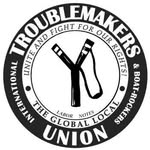 INTERNATIONAL TROUBLEMAKERS & BOAT-ROCKERS
UNION
UNITE AND FIGHT FOR OUR RIGHTS!
LABOR NOTES
• THE GLOBAL LOCAL •